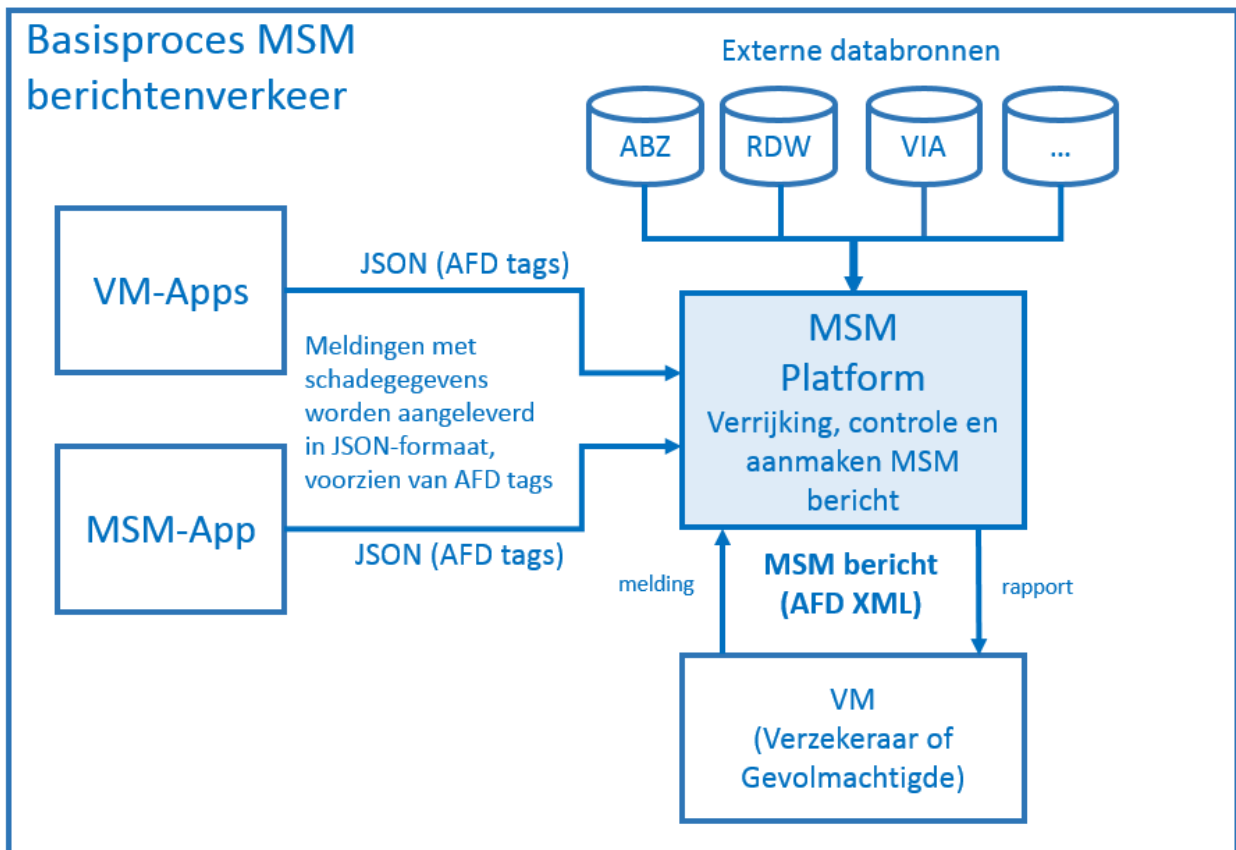 Basisproces MSM
berichtenverkeer
Externe databronnen
ABZ
RDW
VIA
...
VM-Apps
JSON (AFD tags)
Meldingen met
schadegegevens
worden aangeleverd
in JSON-formaat,
voorzien van AFD tags
MSM-App
JSON (AFD tags)
MSM
Platform
Verrijking, controle en
aanmaken MSM
bericht
melding
MSM bericht
(AFD XML)
rapport
VM
(Verzekeraar of
Gevolmachtigde)